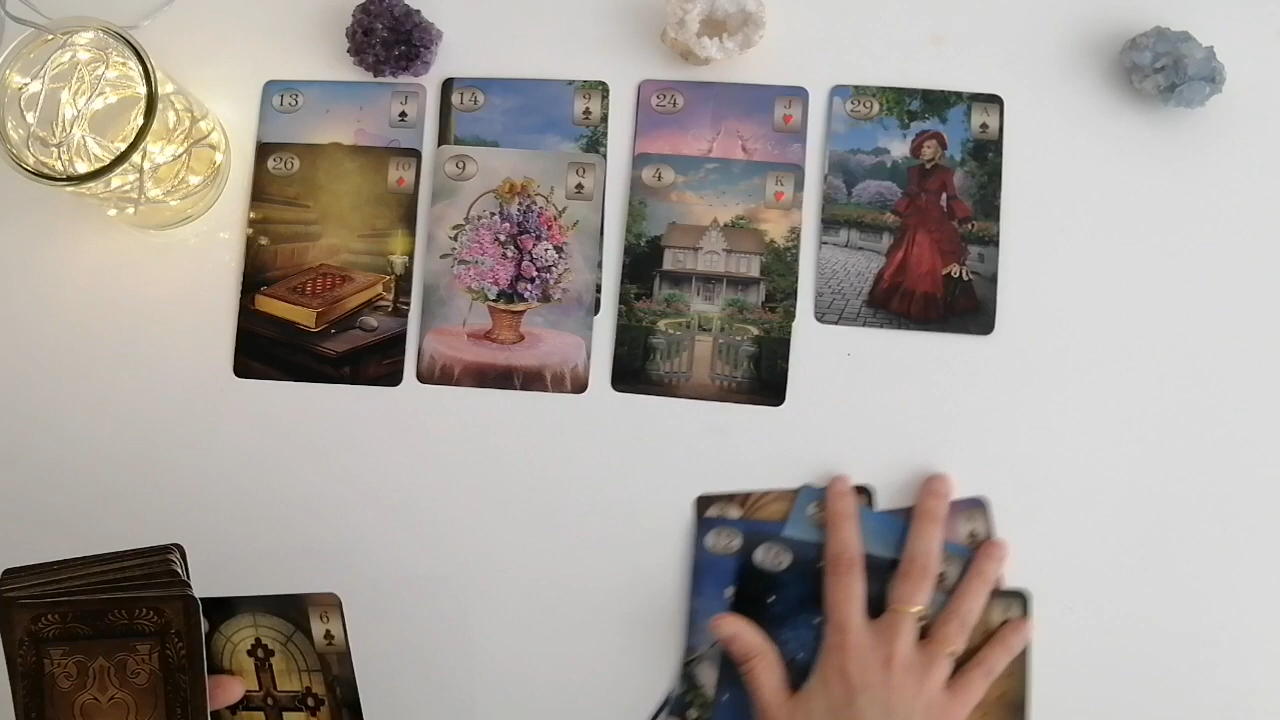 13 J♠
14 9♠
24 J♥
29 A♠
26 10♦
9 Q♠
4 K♥
6♣